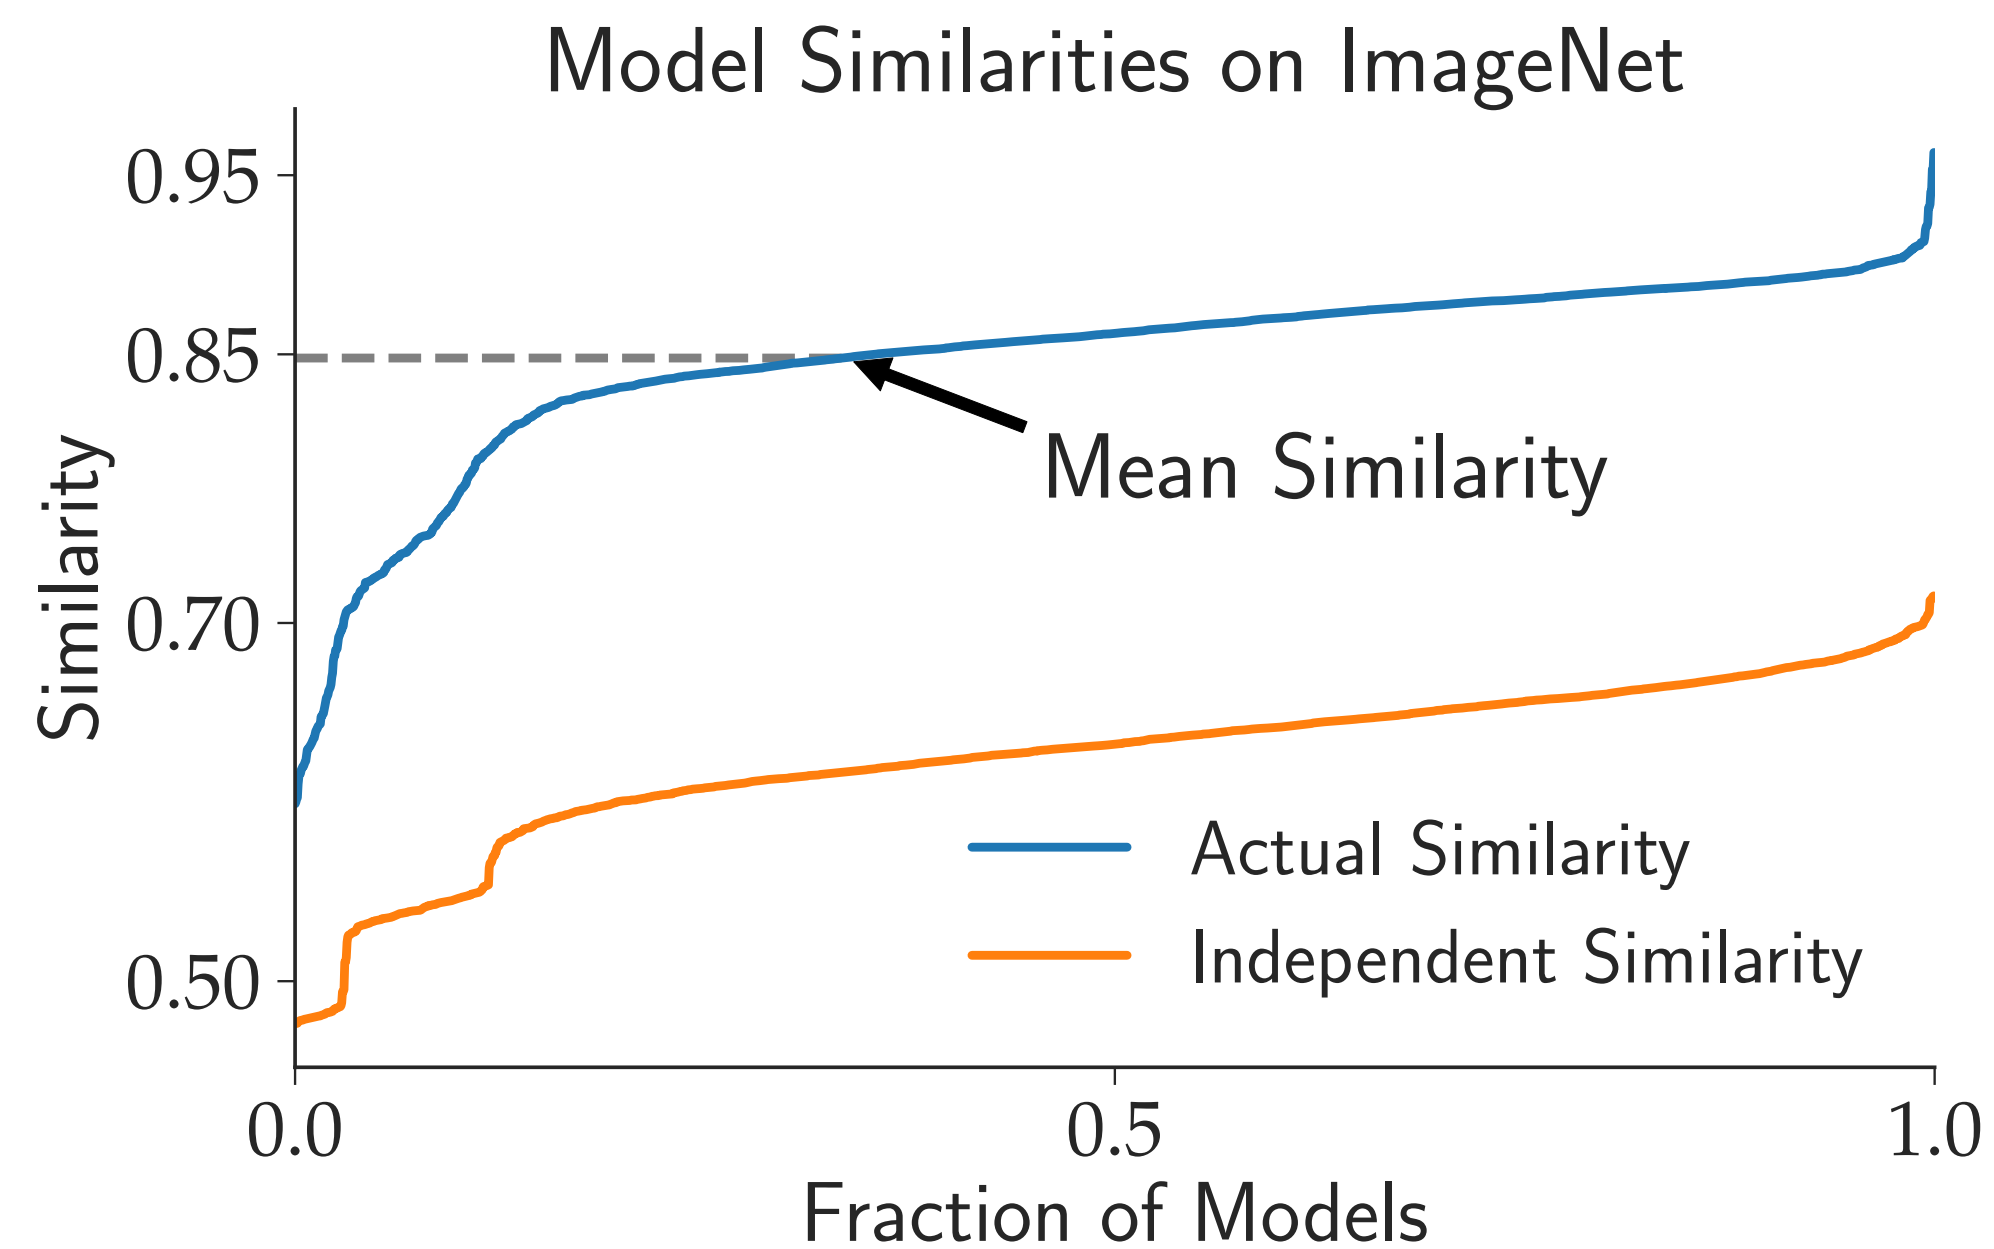 Model Similarities on ImageNet
0.95
0.85
0.70
0.50
Similarity
Mean Similarity
Actual Similarity
Independent Similarity
0.0 0.5 1.0
Fraction of Models